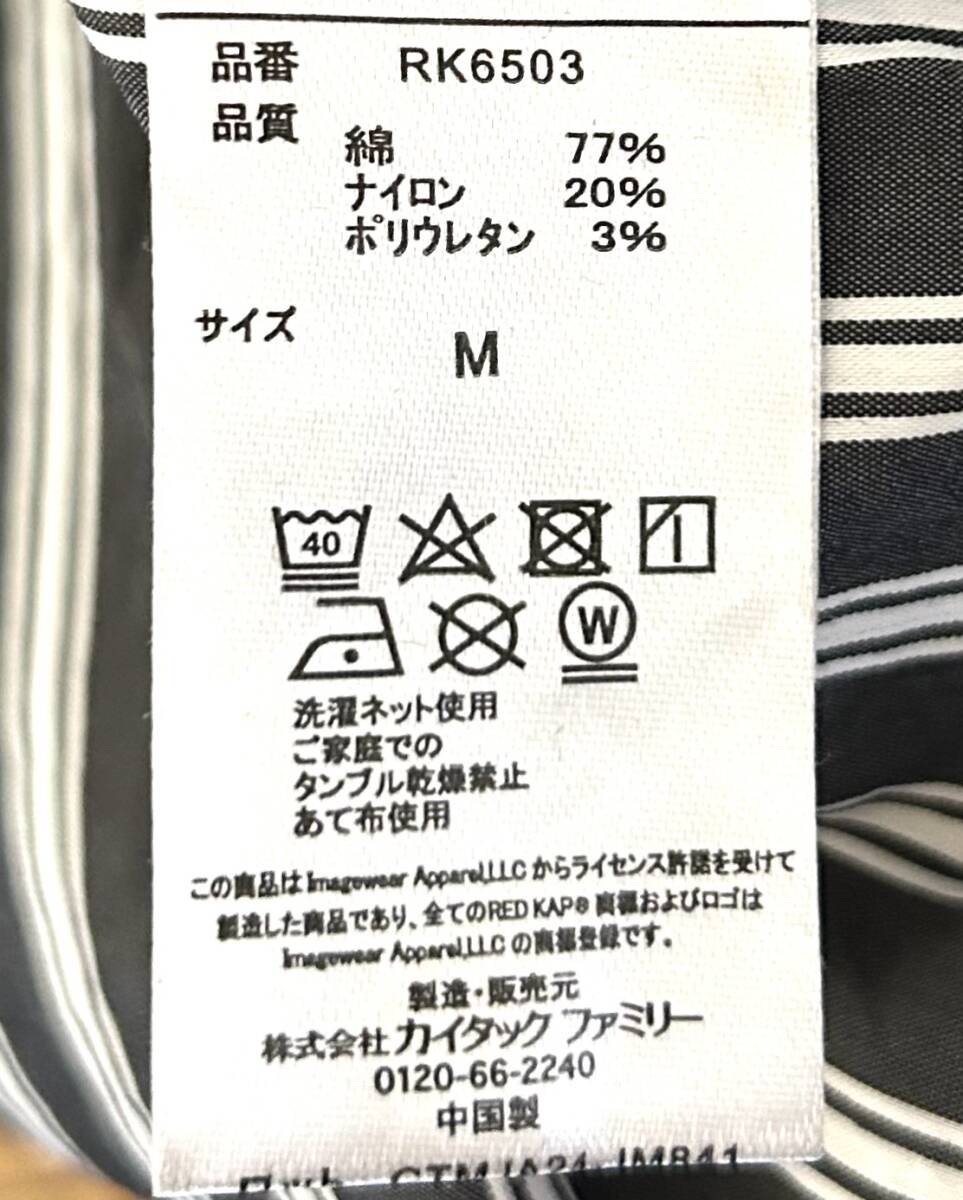 品番 RK6503
品質
綿 77%
ナイロン 20%
ポリウレタン 3%
サイズ
M
40
W
洗濯ネット使用
ご家庭での
タンブル乾燥禁止
あて布使用
この商品はImagewear Apparel,LLCからライセンス許諾を受けて
製造した商品であり、全てのRED KAP®商標およびロゴは
Imagewear Apparel,LLCの商標登録です。
製造・販売元
株式会社カイタックファミリー
0120-66-2240
中国製
ロット